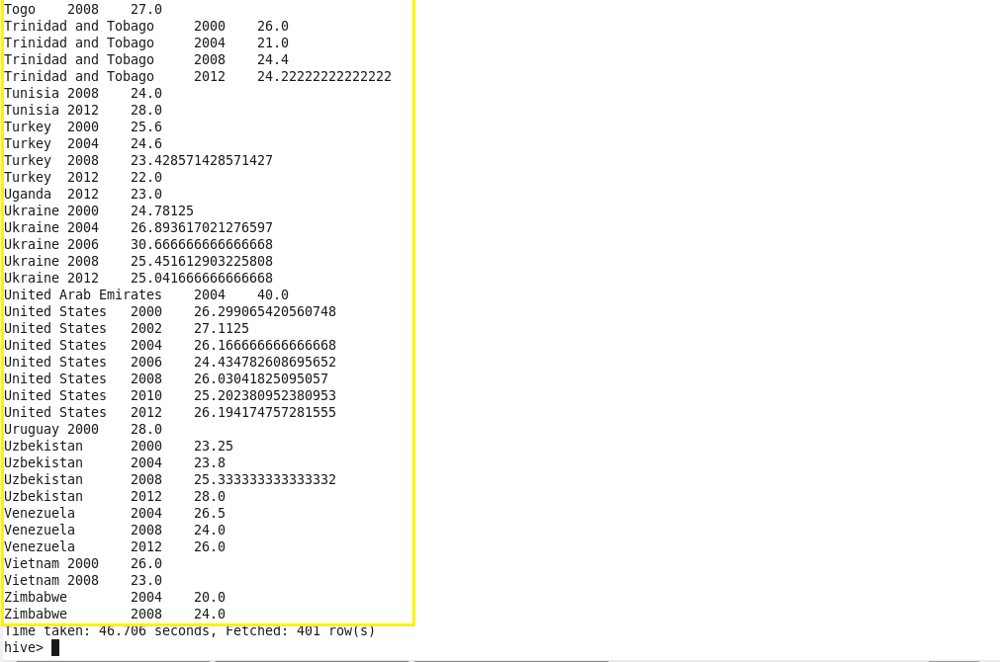 Togo	2008	27.0
Trinidad and Tobago	2000	26.0
Trinidad and Tobago	2004	21.0
Trinidad and Tobago	2008	24.4
Trinidad and Tobago	2012	24.22222222222222
Tunisia	2008	24.0
Tunisia	2012	28.0
Turkey	2000	25.6
Turkey	2004	24.6
Turkey	2008	23.428571428571427
Turkey	2012	22.0
Uganda	2012	23.0
Ukraine	2000	24.78125
Ukraine	2004	26.893617021276597
Ukraine	2006	30.666666666666668
Ukraine	2008	25.451612903225808
Ukraine	2012	25.041666666666668
United Arab Emirates	2004	40.0
United States	2000	26.299065420560748
United States	2002	27.1125
United States	2004	26.166666666666668
United States	2006	24.434782608695652
United States	2008	26.03041825095057
United States	2010	25.202380952380953
United States	2012	26.194174757281555
Uruguay	2000	28.0
Uzbekistan	2000	23.25
Uzbekistan	2004	23.8
Uzbekistan	2008	25.333333333333332
Uzbekistan	2012	28.0
Venezuela	2004	26.5
Venezuela	2008	24.0
Venezuela	2012	26.0
Vietnam	2000	26.0
Vietnam	2008	23.0
Zimbabwe	2004	20.0
Zimbabwe	2008	24.0
Time taken: 46.706 seconds, Fetched: 401 row(s)
hive>